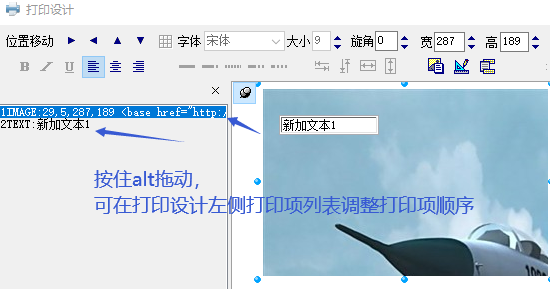 打印设计
位置移动 字体 宋体 大小 9 旋角 0 宽 287 高 189
B I U
1IMAGE:29,5,287,189 <base href="http:/
2TEXT:新加文本1
新加文本1
按住alt拖动，
可在打印设计左侧打印项列表调整打印项顺序